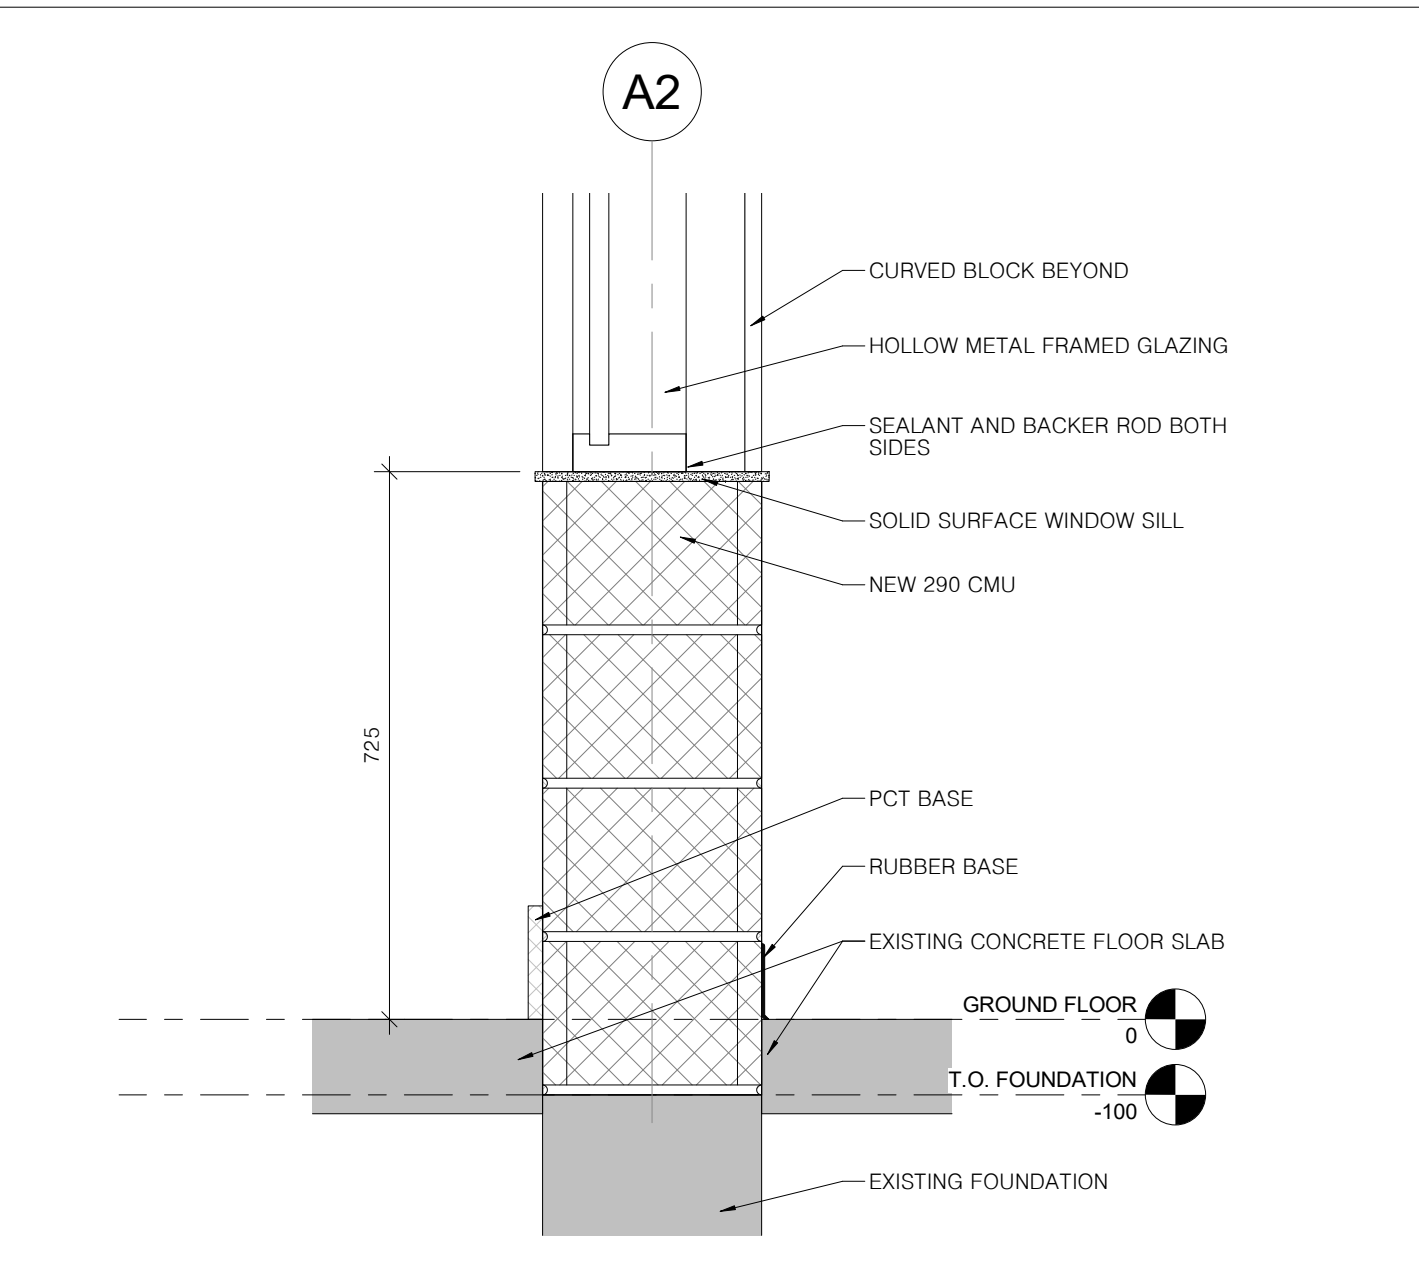 A2
CURVED BLOCK BEYOND
HOLLOW METAL FRAMED GLAZING
SEALANT AND BACKER ROD BOTH
SIDES
SOLID SURFACE WINDOW SILL
NEW 290 CMU
725
PCT BASE
RUBBER BASE
EXISTING CONCRETE FLOOR SLAB
GROUND FLOOR
0
T.O. FOUNDATION
-100
EXISTING FOUNDATION